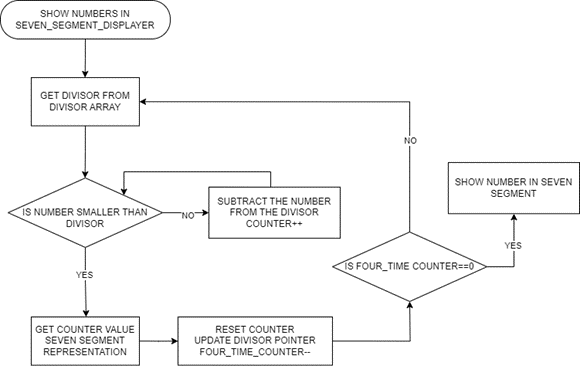 SHOW NUMBERS IN
SEVEN_SEGMENT_DISPLAYER
GET DIVISOR FROM
DIVISOR ARRAY
IS NUMBER SMALLER THAN
DIVISOR
NO
SUBTRACT THE NUMBER
FROM THE DIVISOR
COUNTER++
YES
GET COUNTER VALUE
SEVEN SEGMENT
REPRESENTATION
RESET COUNTER
UPDATE DIVISOR POINTER
FOUR_TIME_COUNTER--
IS FOUR_TIME COUNTER==0
NO
YES
SHOW NUMBER IN SEVEN
SEGMENT